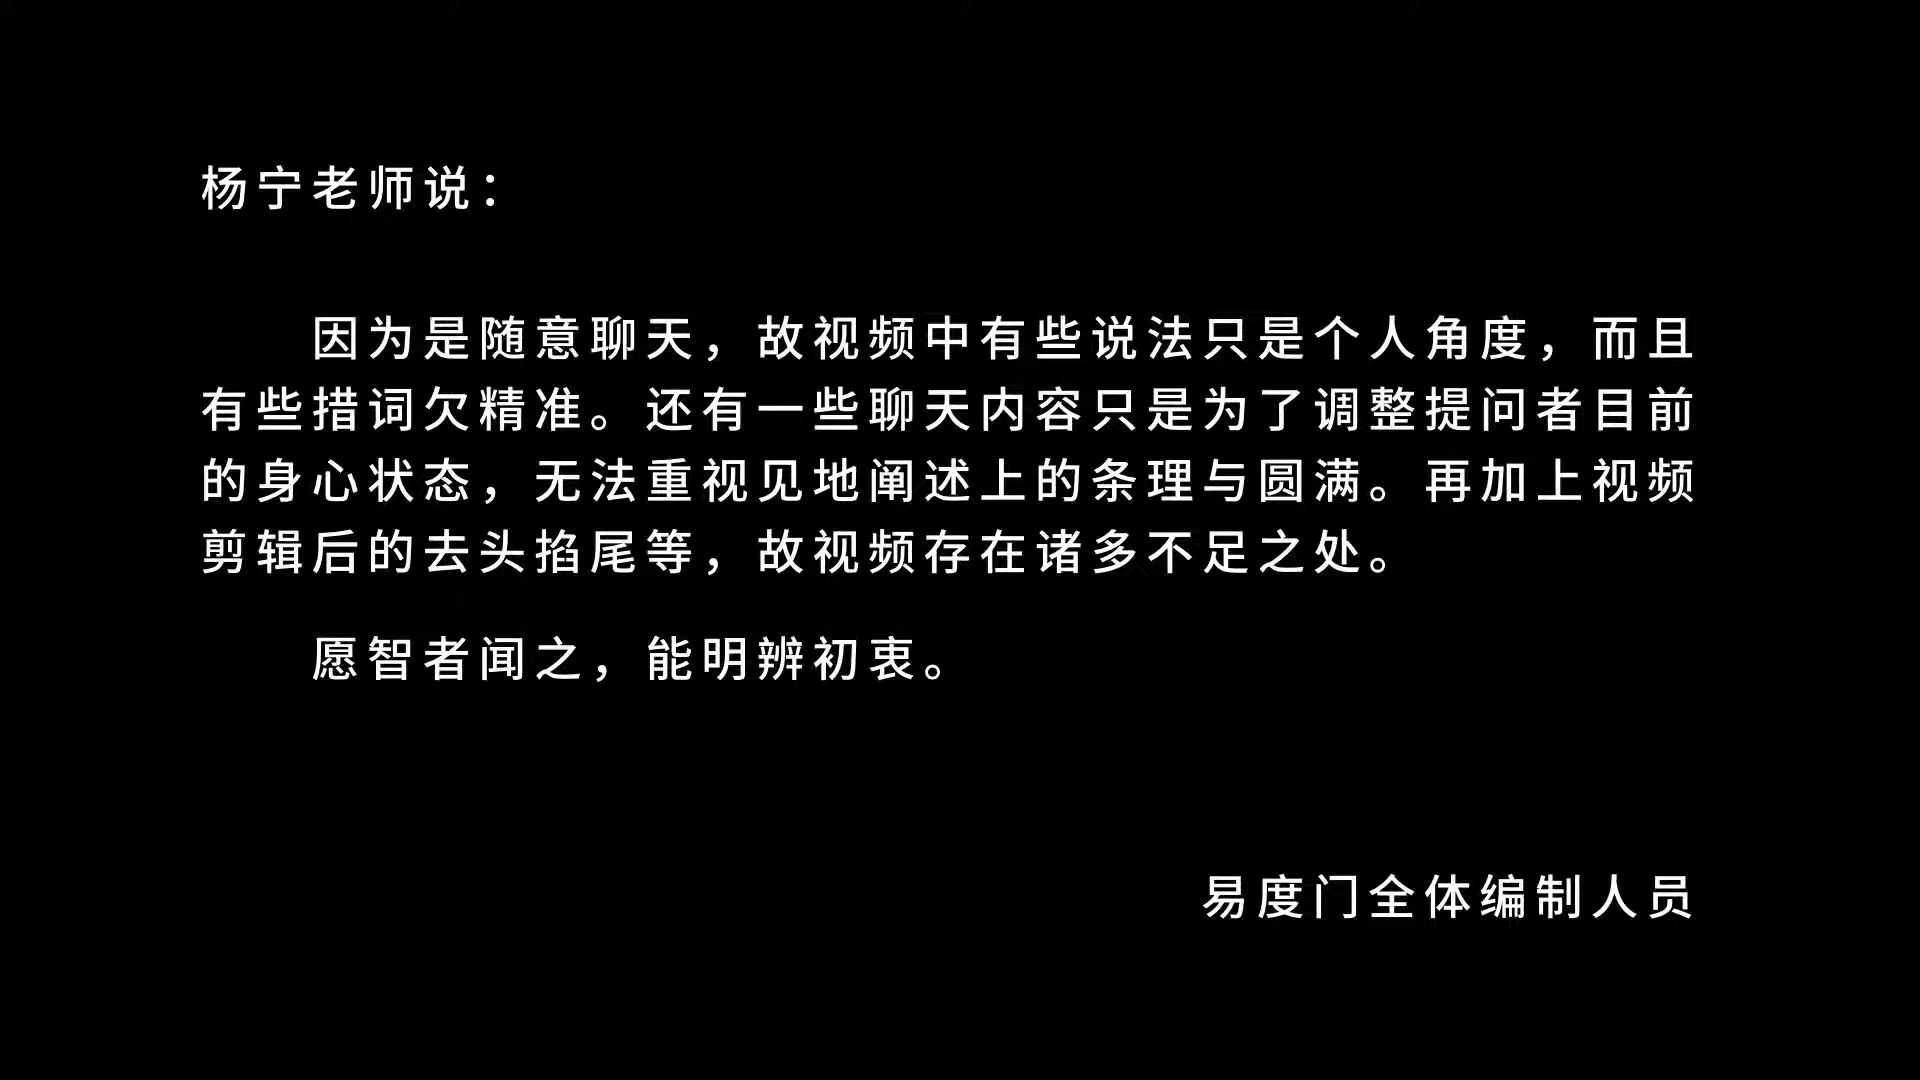 杨宁老师说：
因为是随意聊天，故视频中有些说法只是个人角度，而且
有些措词欠精准。还有一些聊天内容只是为了调整提问者目前
的身心状态，无法重视见地阐述上的条理与圆满。再加上视频
剪辑后的去头掐尾等，故视频存在诸多不足之处。
愿智者闻之，能明辨初衷。
易度门全体编制人员